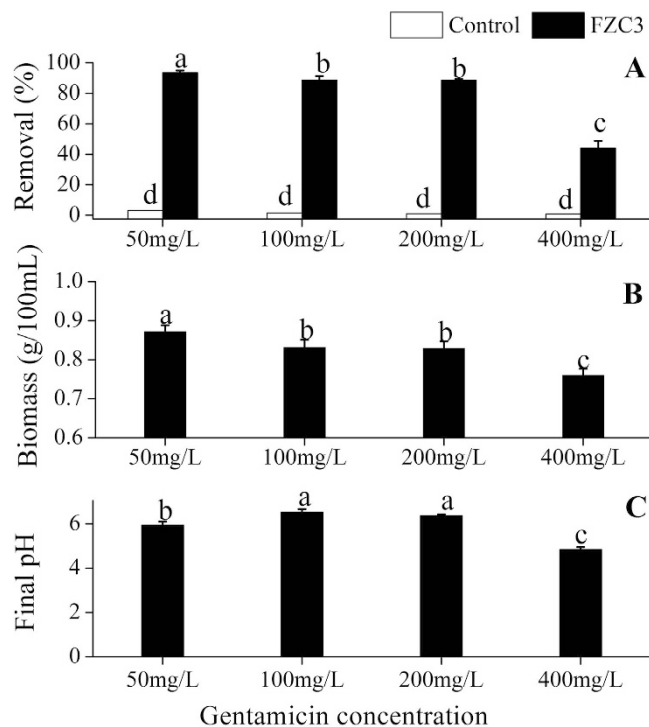 Control FZC3
A
Removal (%)
100
80
60
40
20
0
a b b c
d d d d
50mg/L 100mg/L 200mg/L 400mg/L
B
Biomass (g/100mL)
1.0
0.9
0.8
0.7
0.6
a b b c
50mg/L 100mg/L 200mg/L 400mg/L
C
Final pH
6
4
2
0
b a a c
50mg/L 100mg/L 200mg/L 400mg/L
Gentamicin concentration